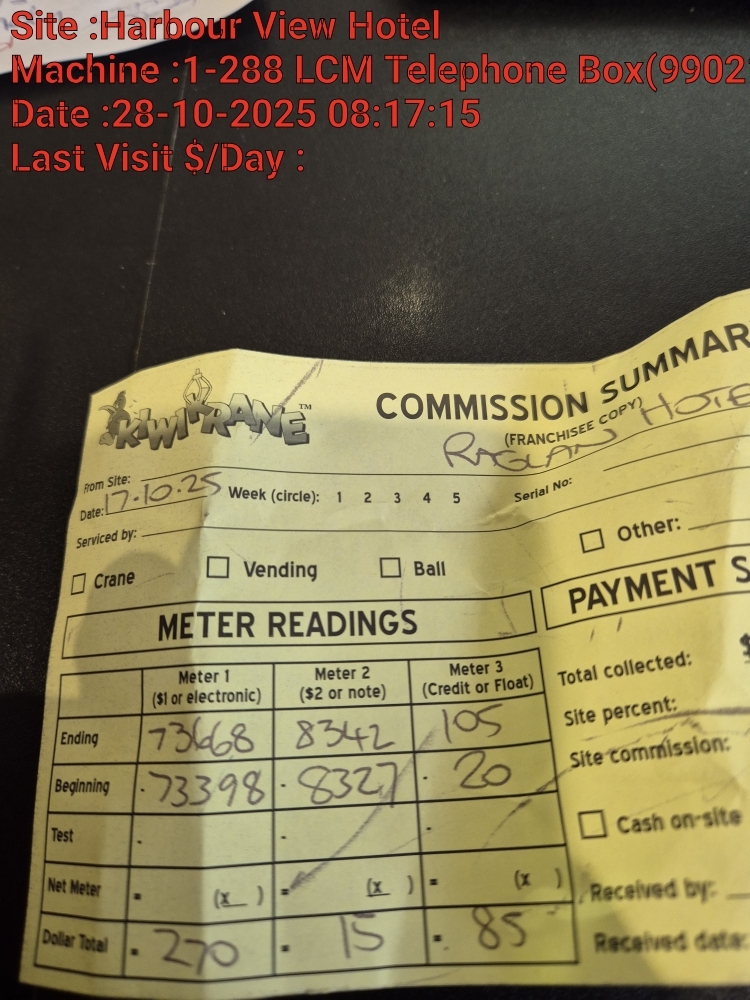 Site :Harbour View Hotel
Machine :1-288 LCM Telephone Box(9902
Date :28-10-2025 08:17:15
Last Visit $/Day :
KIWIKRANE™
COMMISSION SUMMAR
(FRANCHISEE COPY)
RAGLAN HOTE
From Site:
Date: 17-10-25
Week (circle): 1 2 3 4 5
Serial No:
Serviced by:
Other:
Crane
Vending
Ball
METER READINGS
PAYMENT S
Meter 1 Meter 2 Meter 3
($1 or electronic) ($2 or note) (Credit or Float)
Ending 73668 8342 105
Beginning - 73398 - 8327 - 20
Test - - -
Net Meter = (x ) = (x ) = (x )
Dollar Total = 270 = 15 = 85
Total collected: $
Site percent:
Site commission:
Cash on-site
Received by:
Received date: